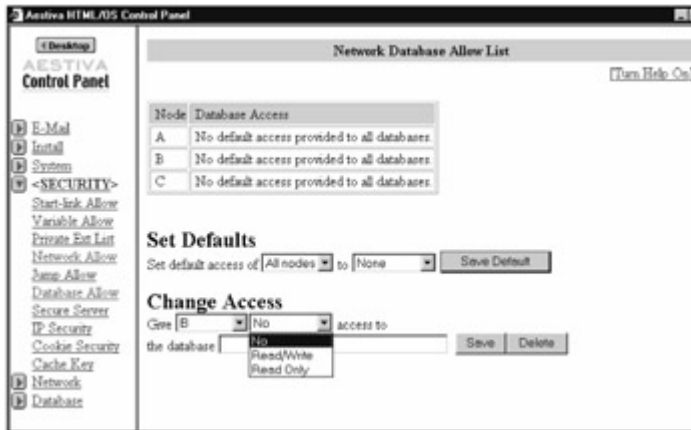 Aestiva HTML/OS Control Panel
Desktop
AESTIVA
Control Panel
E-Mail
Install
System
<SECURITY>
Start-link Allow
Variable Allow
Private Ext List
Network Allow
Jump Allow
Database Allow
Secure Server
IP Security
Cookie Security
Cache Key
Network
Database
Network Database Allow List
[Turn Help On]
Node Database Access
A No default access provided to all databases.
B No default access provided to all databases.
C No default access provided to all databases.
Set Defaults
Set default access of All nodes to None Save Default
Change Access
Give B No access to
the database Save Delete
No
Read/Write
Read Only